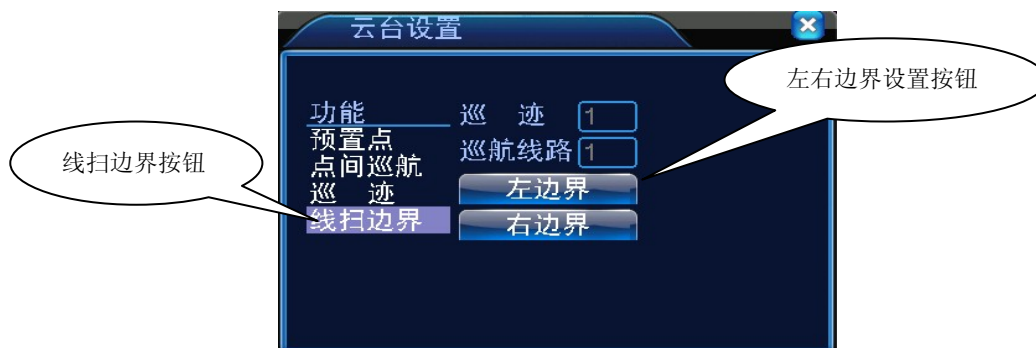 云台设置
左右边界设置按钮
功能
巡 迹 1
预置点
巡航线路 1
点间巡航
线扫边界按钮
巡 迹
左边界
线扫边界
右边界